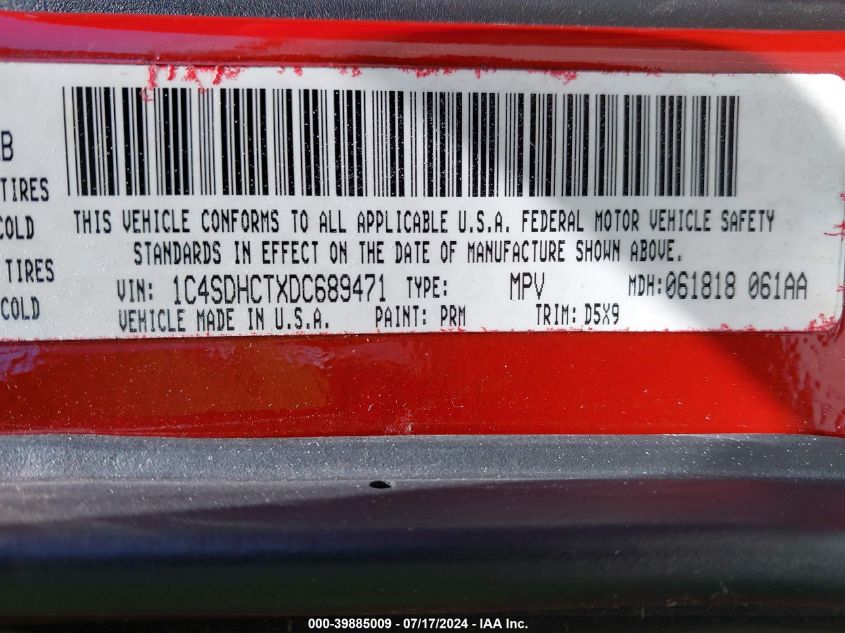 B
TIRES
COLD
TIRES
COLD
THIS VEHICLE CONFORMS TO ALL APPLICABLE U.S.A. FEDERAL MOTOR VEHICLE SAFETY
STANDARDS IN EFFECT ON THE DATE OF MANUFACTURE SHOWN ABOVE.
VIN: 1C4SDHCTXDC689471 TYPE: MPV MDH:061818 061AA
VEHICLE MADE IN U.S.A. PAINT: PRM TRIM: D5X9
000-39885009 - 07/17/2024 - IAA Inc.